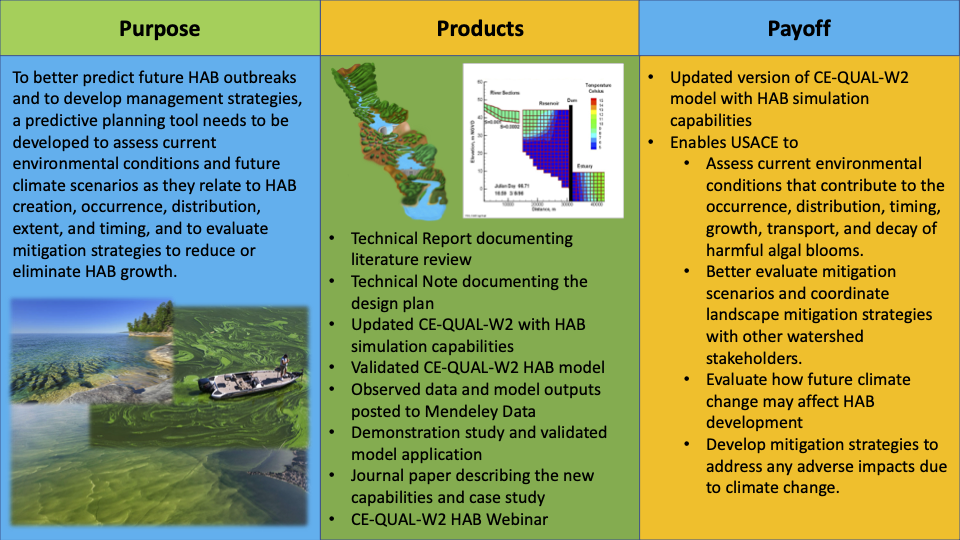 Purpose
To better predict future HAB outbreaks
and to develop management strategies,
a predictive planning tool needs to be
developed to assess current
environmental conditions and future
climate scenarios as they relate to HAB
creation, occurrence, distribution,
extent, and timing, and to evaluate
mitigation strategies to reduce or
eliminate HAB growth.
Products
River Sections
Reservoir
Dam
Estuary
Temperature
Celsius
Elevation, m NGVD
Distance, m
• Technical Report documenting
literature review
• Technical Note documenting the
design plan
• Updated CE-QUAL-W2 with HAB
simulation capabilities
• Validated CE-QUAL-W2 HAB model
• Observed data and model outputs
posted to Mendeley Data
• Demonstration study and validated
model application
• Journal paper describing the new
capabilities and case study
• CE-QUAL-W2 HAB Webinar
Payoff
• Updated version of CE-QUAL-W2
model with HAB simulation
capabilities
• Enables USACE to
• Assess current environmental
conditions that contribute to the
occurrence, distribution, timing,
growth, transport, and decay of
harmful algal blooms.
• Better evaluate mitigation
scenarios and coordinate
landscape mitigation strategies
with other watershed
stakeholders.
• Evaluate how future climate
change may affect HAB
development
• Develop mitigation strategies to
address any adverse impacts due
to climate change.